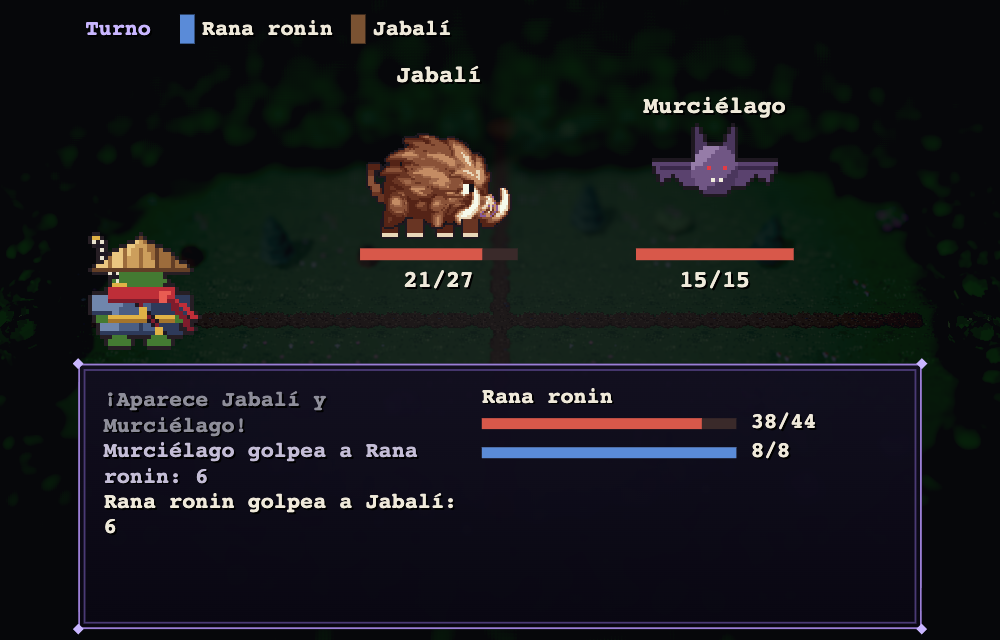 Turno Rana ronin Jabalí
Jabalí
Murciélago
21/27
15/15
¡Aparece Jabalí y
Murciélago!
Murciélago golpea a Rana
ronin: 6
Rana ronin golpea a Jabalí:
6
Rana ronin
38/44
8/8